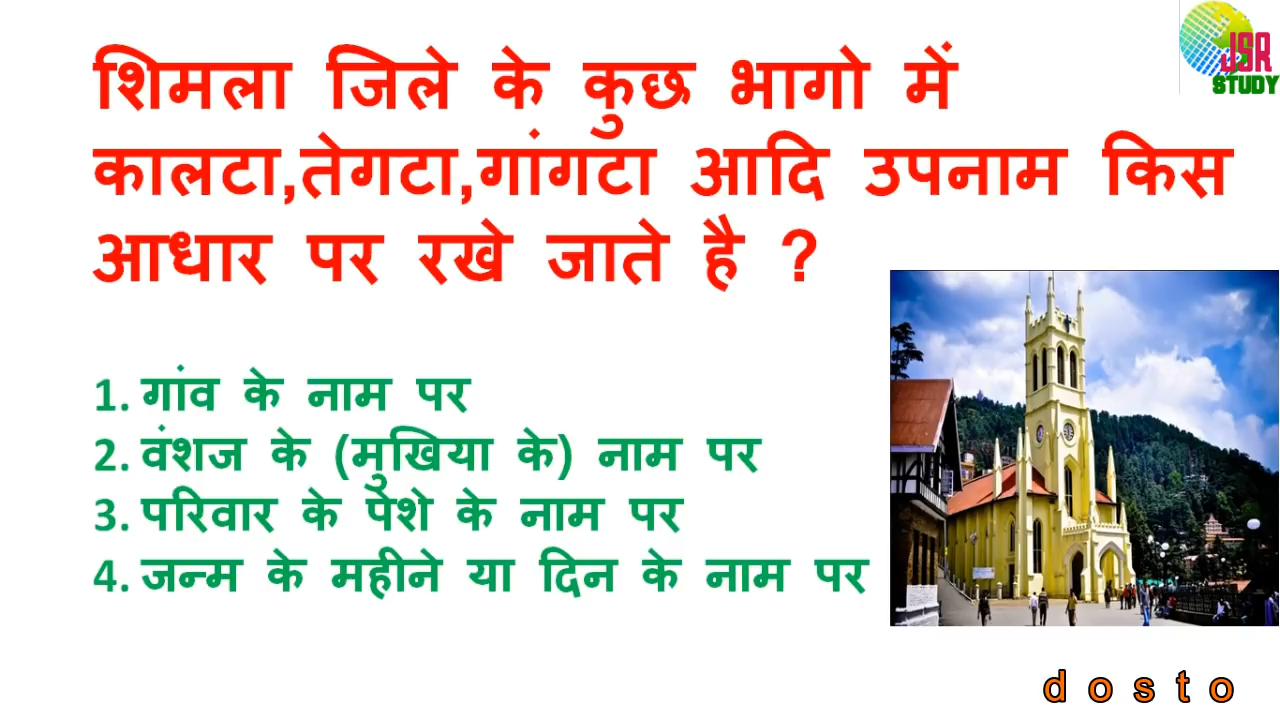 JSR
STUDY
शिमला जिले के कुछ भागो में
कालटा,तेगटा,गांगटा आदि उपनाम किस
आधार पर रखे जाते है ?
1. गांव के नाम पर
2. वंशज के (मुखिया के) नाम पर
3. परिवार के पेशे के नाम पर
4. जन्म के महीने या दिन के नाम पर
dosto